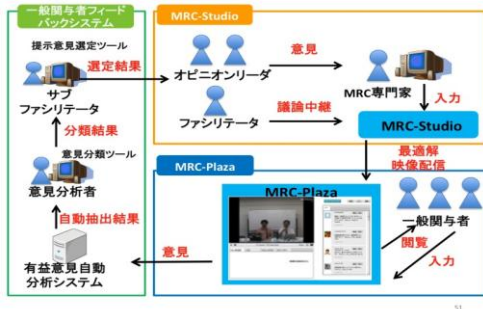 一般関与者フィード
バックシステム
提示意見選定ツール
選定結果
サブ
ファシリテータ
分類結果
意見分類ツール
意見分析者
自動抽出結果
有益意見自動
分析システム
MRC-Studio
意見
オピニオンリーダ
MRC専門家
議論中継
入力
ファシリテータ
MRC-Studio
MRC-Plaza
最適解
映像配信
MRC-Plaza
一般関与者
閲覧
意見
入力
51